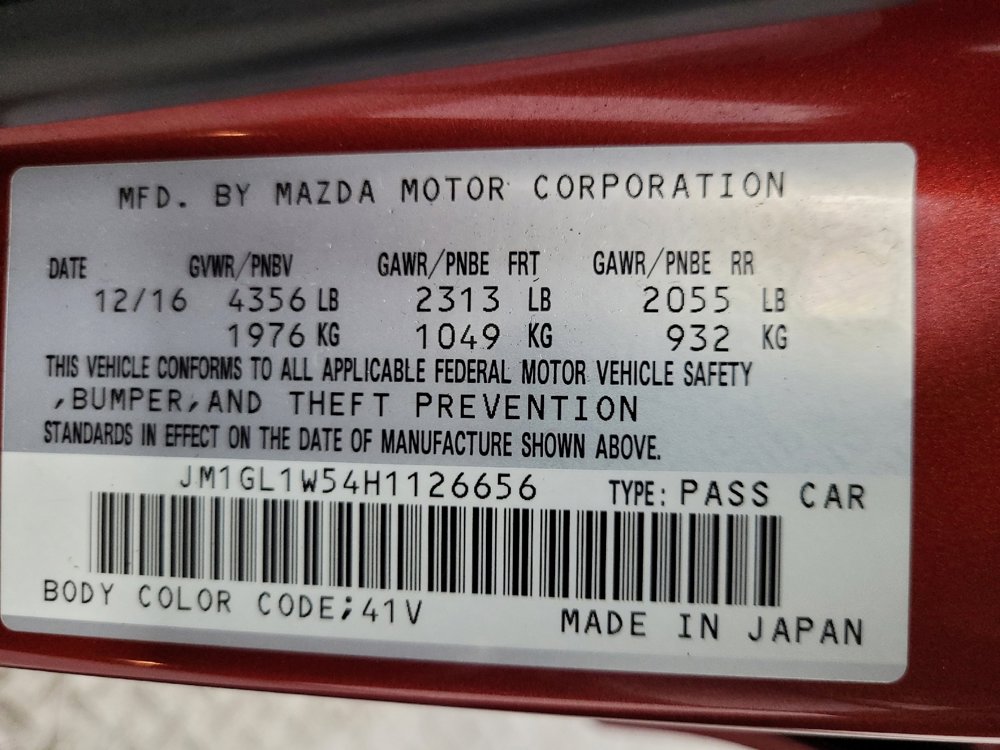 MFD. BY MAZDA MOTOR CORPORATION
DATE GVWR/PNBV GAWR/PNBE FRT GAWR/PNBE RR
12/16 4356 LB 2313 LB 2055 LB
1976 KG 1049 KG 932 KG
THIS VEHICLE CONFORMS TO ALL APPLICABLE FEDERAL MOTOR VEHICLE SAFETY
,BUMPER,AND THEFT PREVENTION
STANDARDS IN EFFECT ON THE DATE OF MANUFACTURE SHOWN ABOVE.
JM1GL1W54H1126656 TYPE: PASS CAR
BODY COLOR CODE;41V MADE IN JAPAN